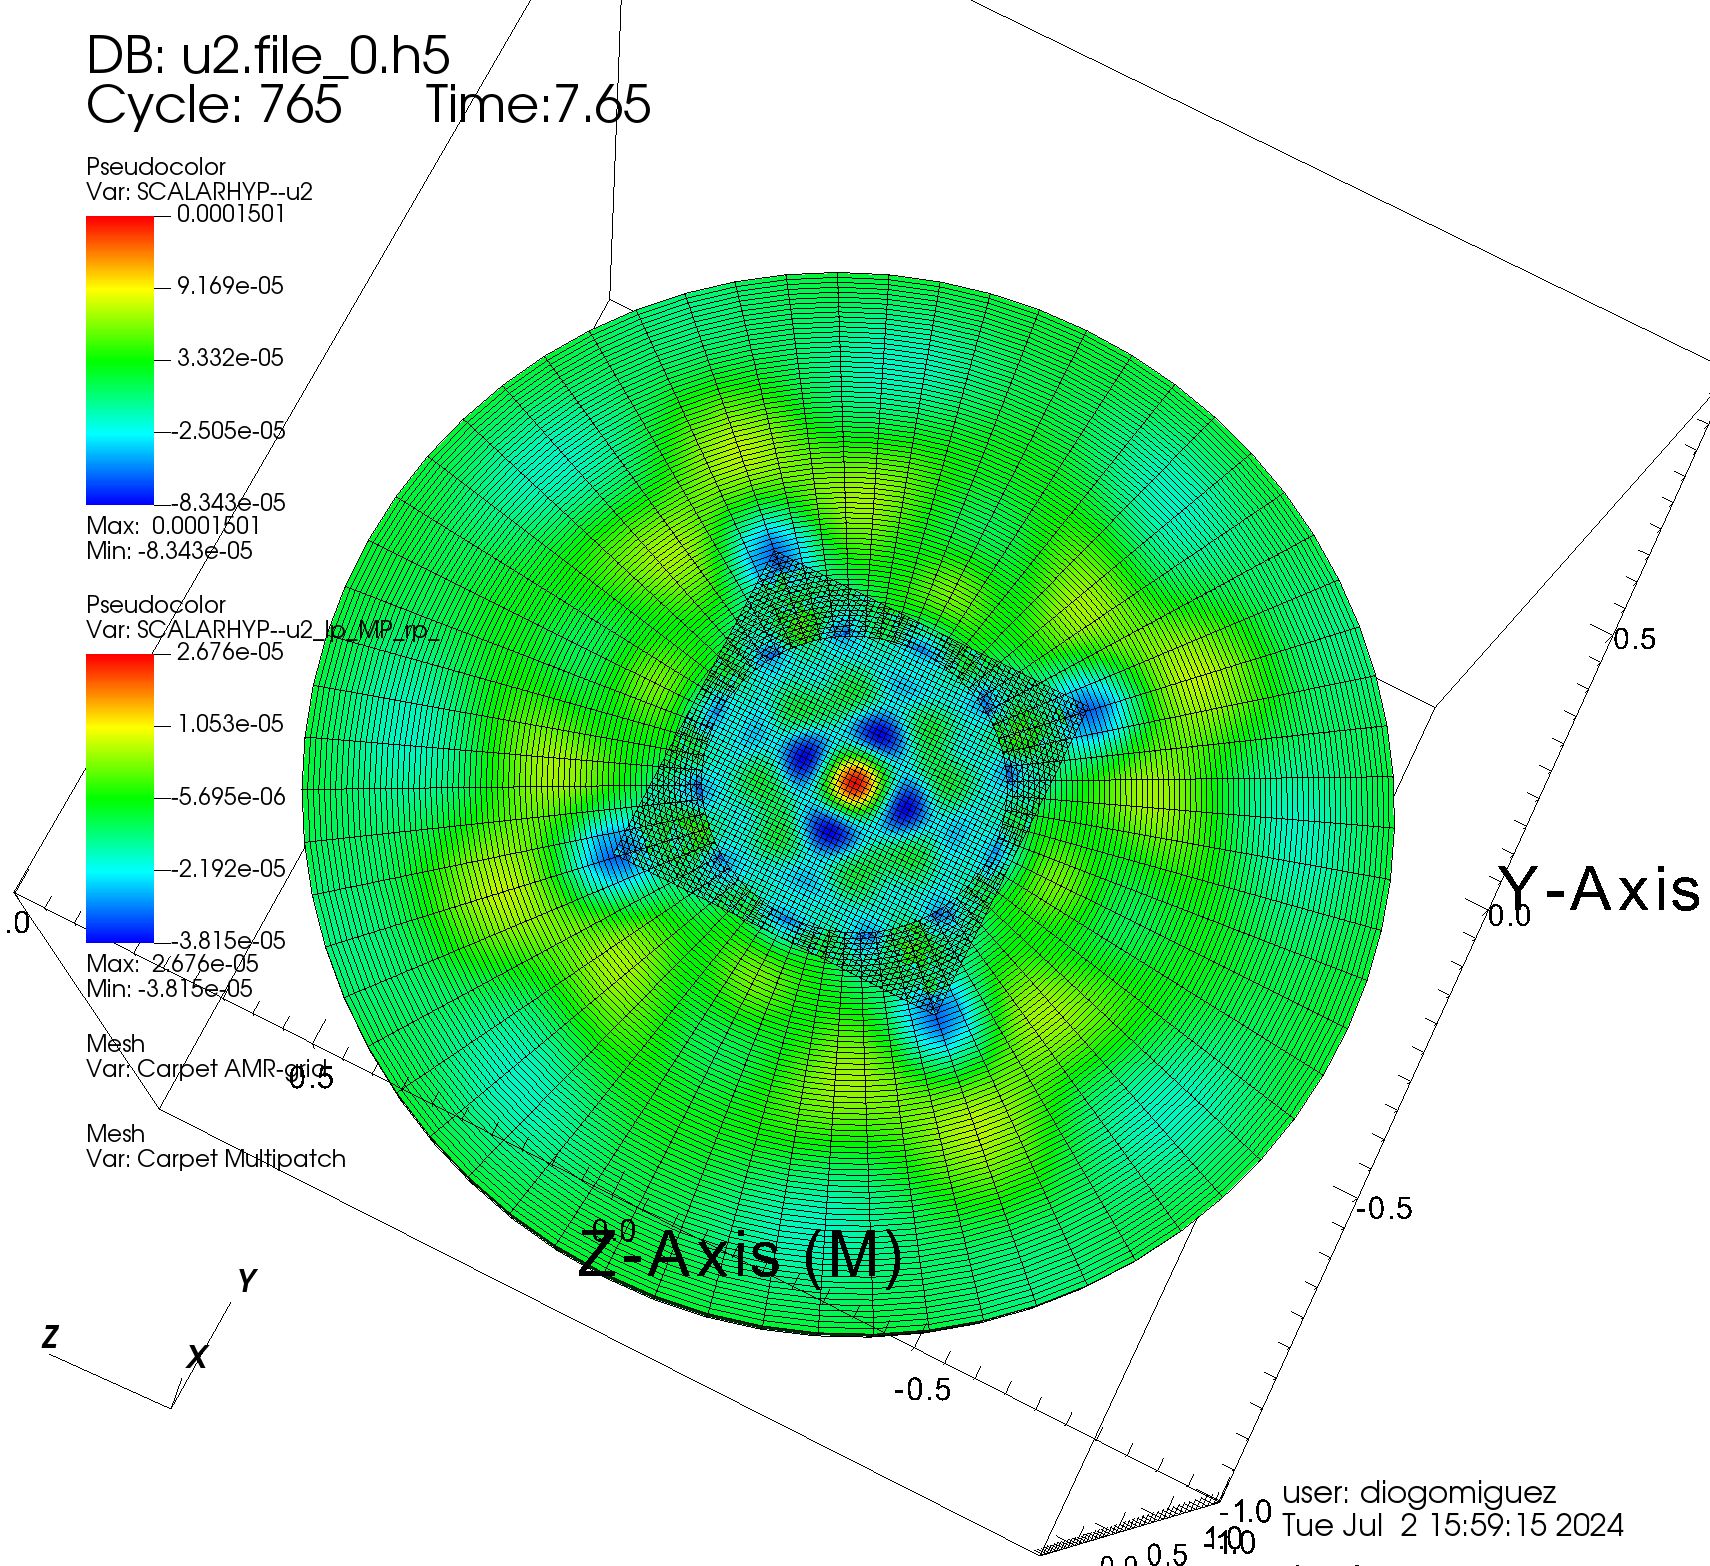 DB: u2.file_0.h5
Cycle: 765 Time:7.65
Pseudocolor
Var: SCALARHYP--u2
0.0001501
9.169e-05
3.332e-05
-2.505e-05
-8.343e-05
Max: 0.0001501
Min: -8.343e-05
Pseudocolor
Var: SCALARHYP--u2_lp_MP_rp_
2.676e-05
1.053e-05
-5.695e-06
-2.192e-05
-3.815e-05
Max: 2.676e-05
Min: -3.815e-05
Mesh
Var: Carpet AMR-grid
Mesh
Var: Carpet Multipatch
.0
0.5
0.0
Z-Axis (M)
-0.5
0.5
Y-Axis
0.0
-0.5
-1.0
0.5
Y
Z
X
user: diogomiguez
Tue Jul 2 15:59:15 2024